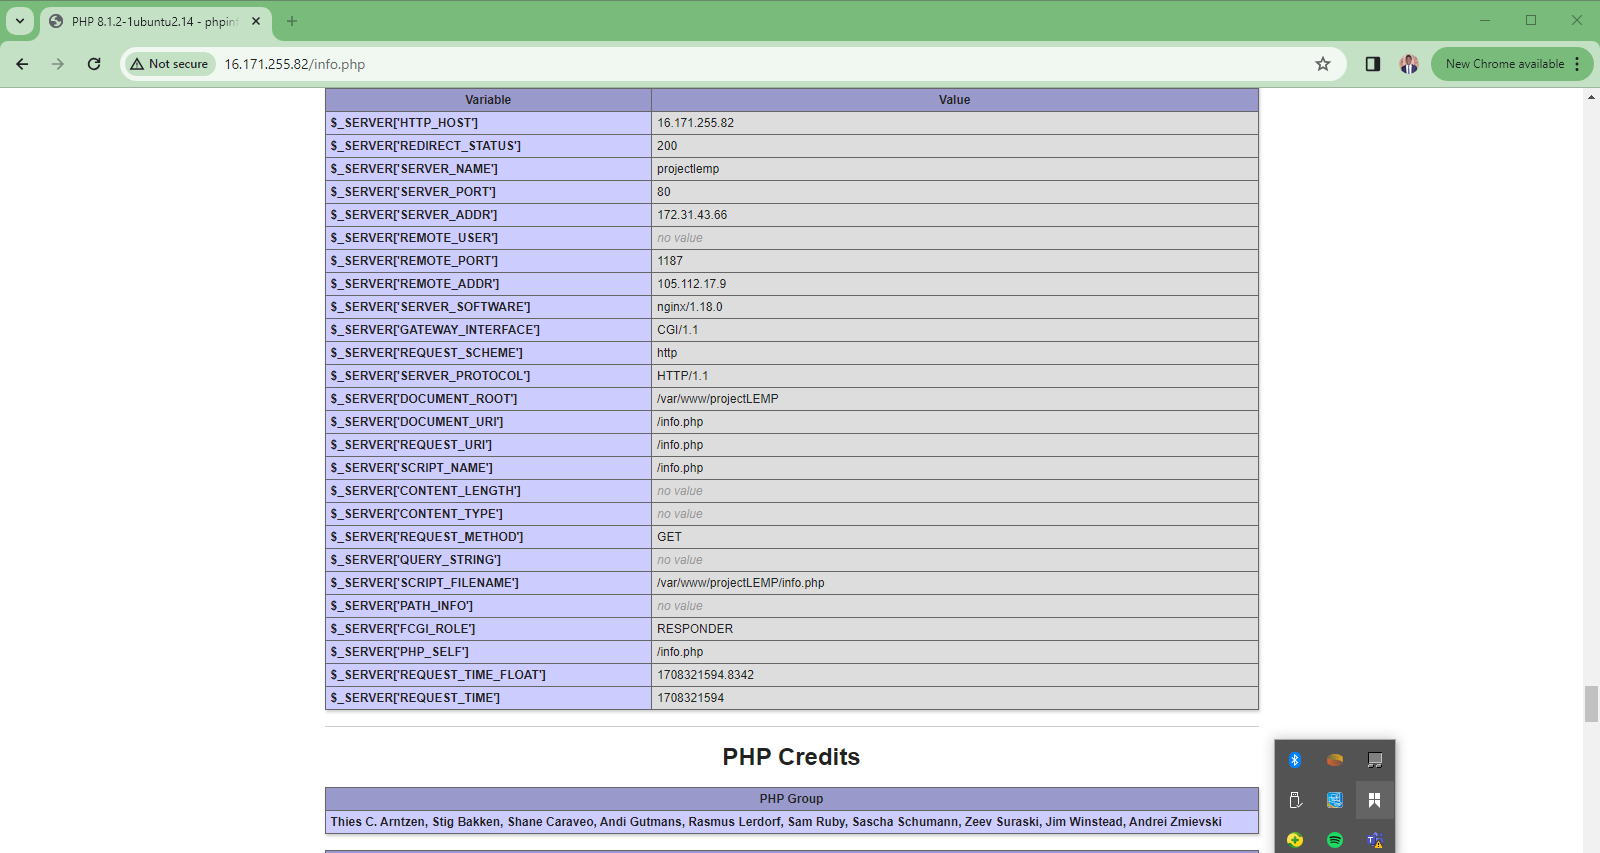 PHP 8.1.2-1ubuntu2.14 - phpin
Not secure 16.171.255.82/info.php New Chrome available
Variable Value
$_SERVER['HTTP_HOST'] 16.171.255.82
$_SERVER['REDIRECT_STATUS'] 200
$_SERVER['SERVER_NAME'] projectlemp
$_SERVER['SERVER_PORT'] 80
$_SERVER['SERVER_ADDR'] 172.31.43.66
$_SERVER['REMOTE_USER'] no value
$_SERVER['REMOTE_PORT'] 1187
$_SERVER['REMOTE_ADDR'] 105.112.17.9
$_SERVER['SERVER_SOFTWARE'] nginx/1.18.0
$_SERVER['GATEWAY_INTERFACE'] CGI/1.1
$_SERVER['REQUEST_SCHEME'] http
$_SERVER['SERVER_PROTOCOL'] HTTP/1.1
$_SERVER['DOCUMENT_ROOT'] /var/www/projectLEMP
$_SERVER['DOCUMENT_URI'] /info.php
$_SERVER['REQUEST_URI'] /info.php
$_SERVER['SCRIPT_NAME'] /info.php
$_SERVER['CONTENT_LENGTH'] no value
$_SERVER['CONTENT_TYPE'] no value
$_SERVER['REQUEST_METHOD'] GET
$_SERVER['QUERY_STRING'] no value
$_SERVER['SCRIPT_FILENAME'] /var/www/projectLEMP/info.php
$_SERVER['PATH_INFO'] no value
$_SERVER['FCGI_ROLE'] RESPONDER
$_SERVER['PHP_SELF'] /info.php
$_SERVER['REQUEST_TIME_FLOAT'] 1708321594.8342
$_SERVER['REQUEST_TIME'] 1708321594
PHP Credits
PHP Group
Thies C. Arntzen, Stig Bakken, Shane Caraveo, Andi Gutmans, Rasmus Lerdorf, Sam Ruby, Sascha Schumann, Zeev Suraski, Jim Winstead, Andrei Zmievski